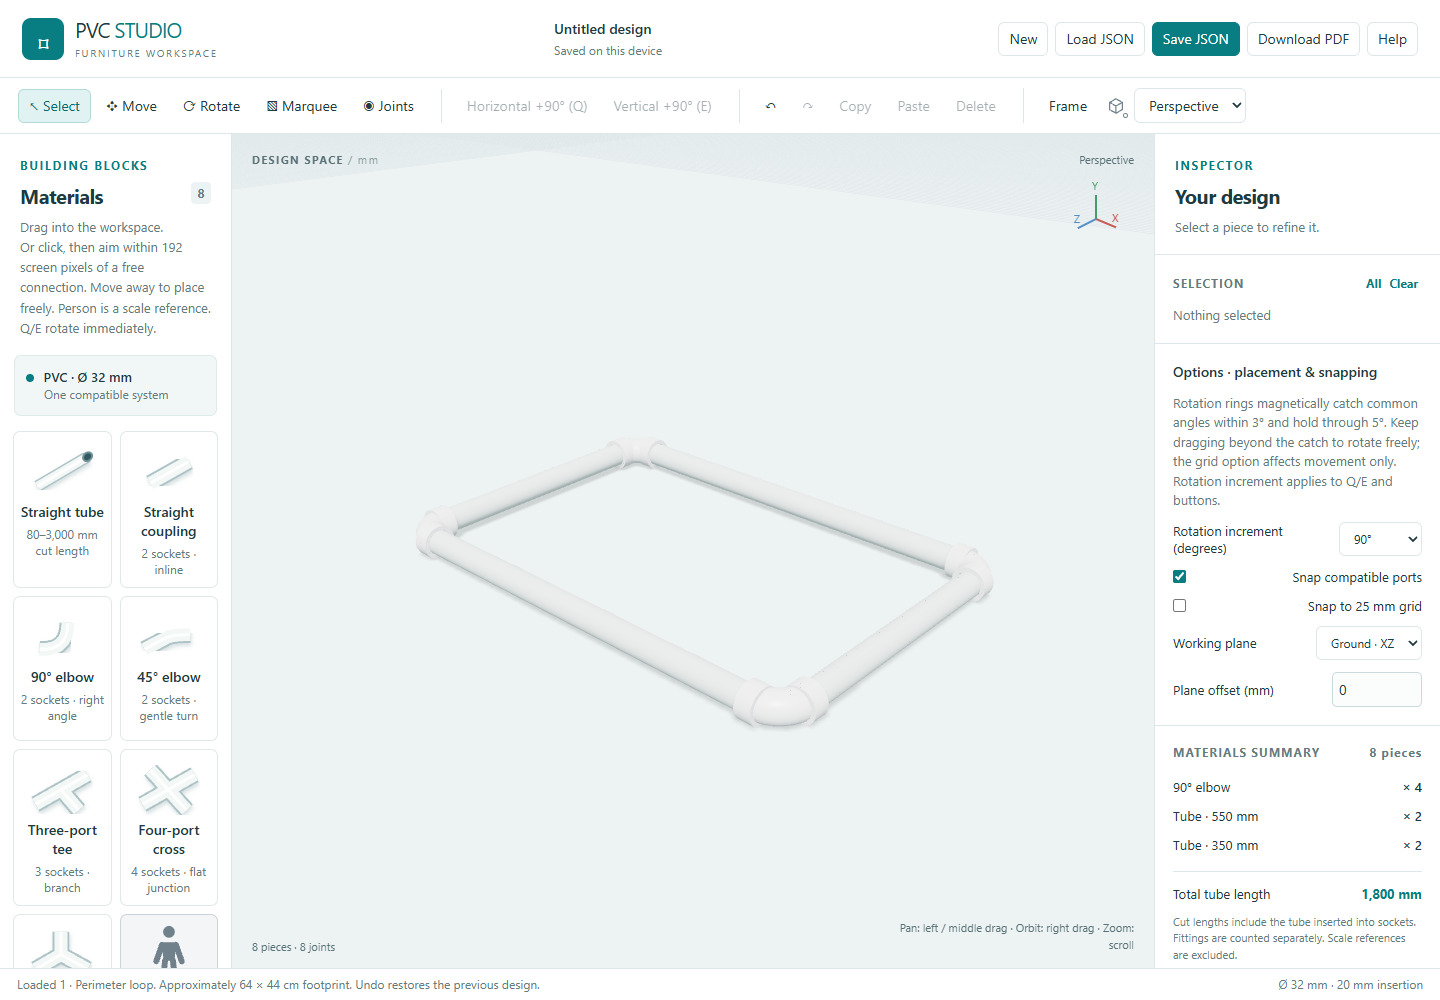 PVC STUDIO
FURNITURE WORKSPACE
Untitled design
Saved on this device
New
Load JSON
Save JSON
Download PDF
Help
Select
Move
Rotate
Marquee
Joints
Horizontal +90° (Q)
Vertical +90° (E)
Copy
Paste
Delete
Frame
Perspective
BUILDING BLOCKS
Materials
8
Drag into the workspace.
Or click, then aim within 192
screen pixels of a free
connection. Move away to place
freely. Person is a scale reference.
Q/E rotate immediately.
PVC · Ø 32 mm
One compatible system
Straight tube
80–3,000 mm
cut length
Straight
coupling
2 sockets ·
inline
90° elbow
2 sockets · right
angle
45° elbow
2 sockets ·
gentle turn
Three-port
tee
3 sockets ·
branch
Four-port
cross
4 sockets · flat
junction
DESIGN SPACE / mm
Perspective
Y
Z
X
8 pieces · 8 joints
Pan: left / middle drag · Orbit: right drag · Zoom:
scroll
INSPECTOR
Your design
Select a piece to refine it.
SELECTION
All
Clear
Nothing selected
Options · placement & snapping
Rotation rings magnetically catch common
angles within 3° and hold through 5°. Keep
dragging beyond the catch to rotate freely;
the grid option affects movement only.
Rotation increment applies to Q/E and
buttons.
Rotation increment
(degrees)
90°
Snap compatible ports
Snap to 25 mm grid
Working plane
Ground · XZ
Plane offset (mm)
0
MATERIALS SUMMARY
8 pieces
90° elbow
× 4
Tube · 550 mm
× 2
Tube · 350 mm
× 2
Total tube length
1,800 mm
Cut lengths include the tube inserted into sockets.
Fittings are counted separately. Scale references
are excluded.
Loaded 1 · Perimeter loop. Approximately 64 × 44 cm footprint. Undo restores the previous design.
Ø 32 mm · 20 mm insertion